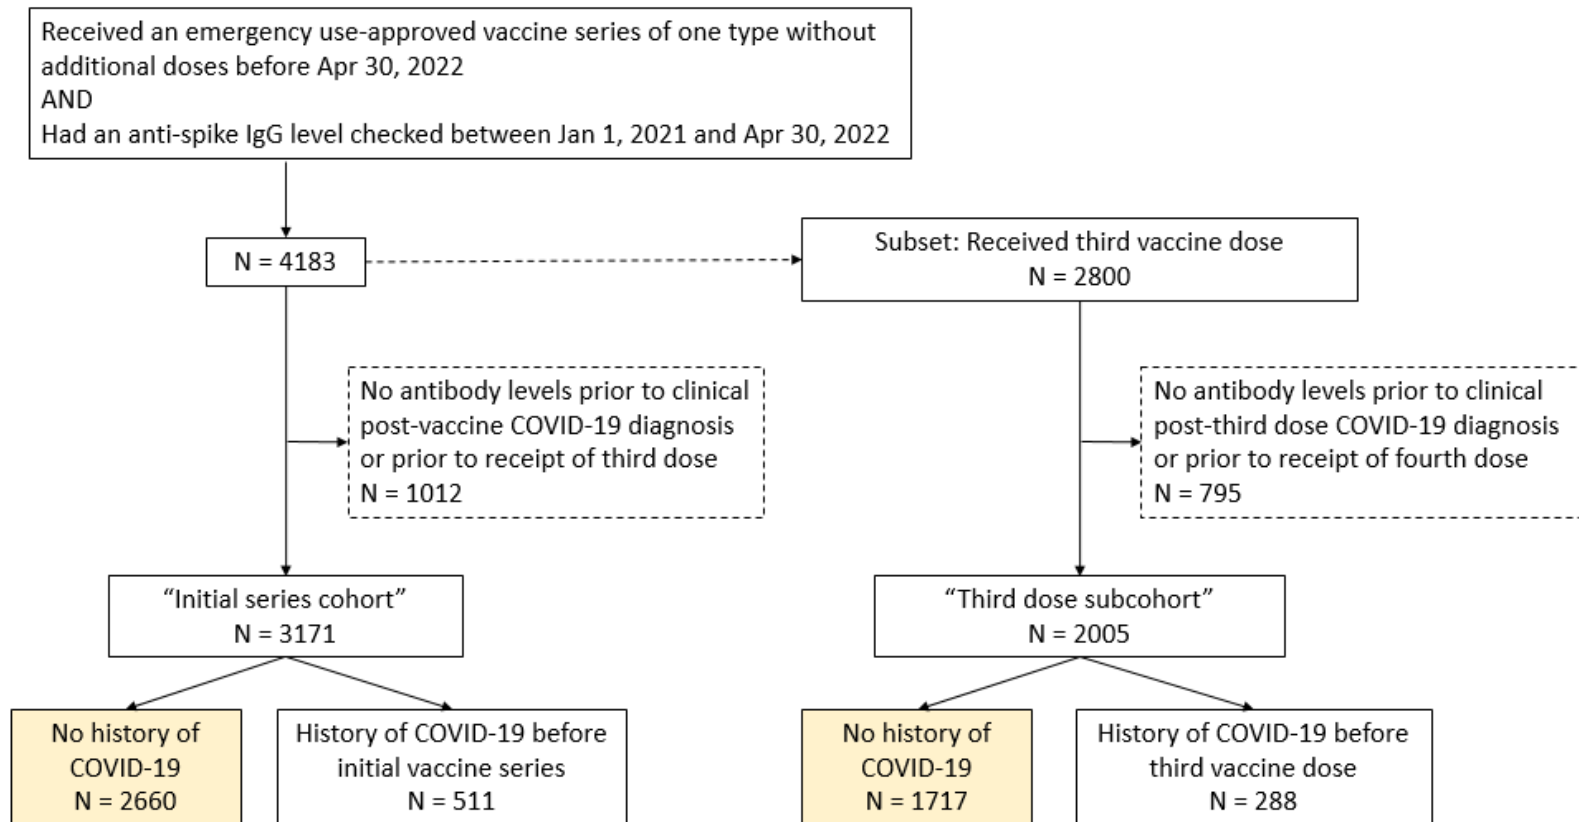 Received an emergency use-approved vaccine series of one type without
additional doses before Apr 30, 2022
AND
Had an anti-spike IgG level checked between Jan 1, 2021 and Apr 30, 2022
N = 4183
Subset: Received third vaccine dose
N = 2800
No antibody levels prior to clinical
post-vaccine COVID-19 diagnosis
or prior to receipt of third dose
N = 1012
No antibody levels prior to clinical
post-third dose COVID-19 diagnosis
or prior to receipt of fourth dose
N = 795
“Initial series cohort”
N = 3171
“Third dose subcohort”
N = 2005
No history of
COVID-19
N = 2660
History of COVID-19 before
initial vaccine series
N = 511
No history of
COVID-19
N = 1717
History of COVID-19 before
third vaccine dose
N = 288